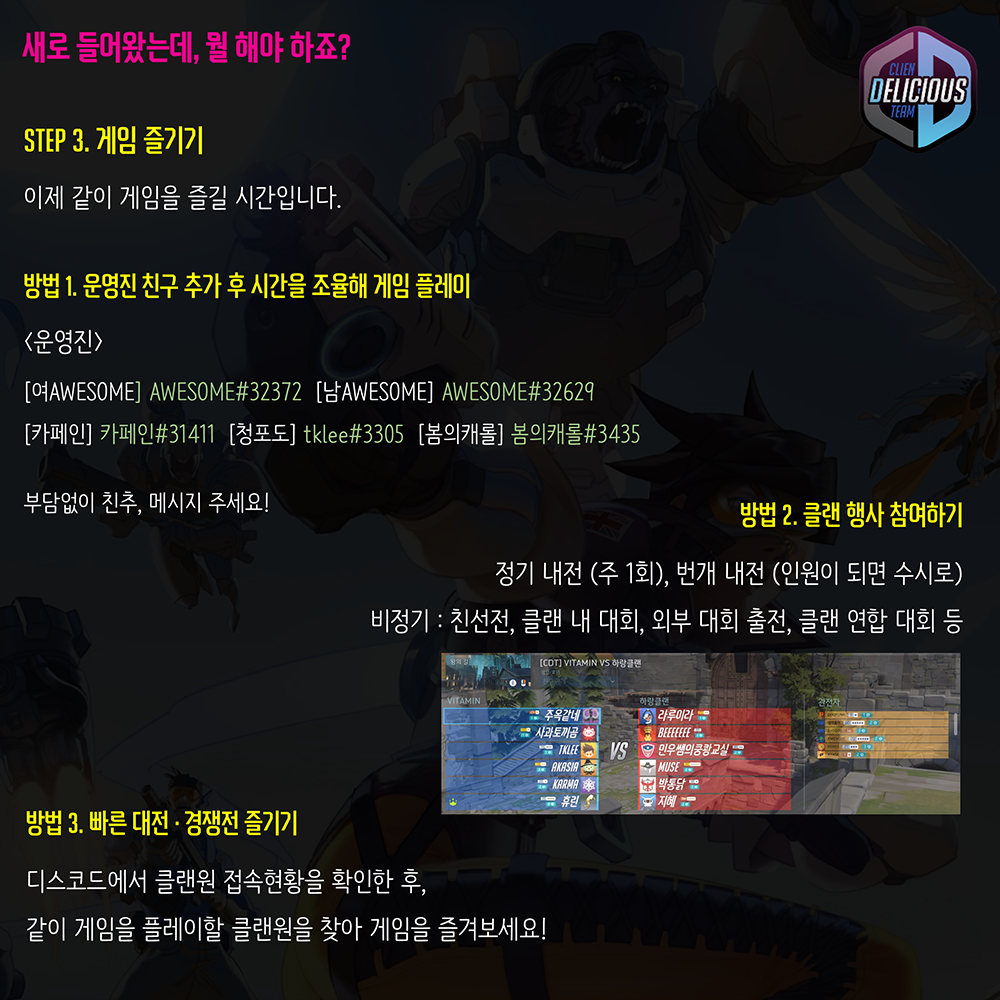 새로 들어왔는데, 뭘 해야 하죠?
CLIEN
DELICIOUS
TEAM
STEP 3. 게임 즐기기
이제 같이 게임을 즐길 시간입니다.
방법 1. 운영진 친구 추가 후 시간을 조율해 게임 플레이
<운영진>
[여AWESOME] AWESOME#32372 [남AWESOME] AWESOME#32629
[카페인] 카페인#31411 [청포도] tklee#3305 [봄의캐롤] 봄의캐롤#3435
부담없이 친추, 메시지 주세요!
방법 2. 클랜 행사 참여하기
정기 내전 (주 1회), 번개 내전 (인원이 되면 수시로)
비정기 : 친선전, 클랜 내 대회, 외부 대회 출전, 클랜 연합 대회 등
[CDT] VITAMIN VS 하랑클랜
VITAMIN
주옥같네
사과토끼곰
TKLEE
AKASIA
KARMA
휴린
VS
하랑클랜
라루미라
BEEEEEEE
민우쌤의쿵쾅교실
MUSE
박통닭
지혜
관전자
방법 3. 빠른 대전 · 경쟁전 즐기기
디스코드에서 클랜원 접속현황을 확인한 후,
같이 게임을 플레이할 클랜원을 찾아 게임을 즐겨보세요!